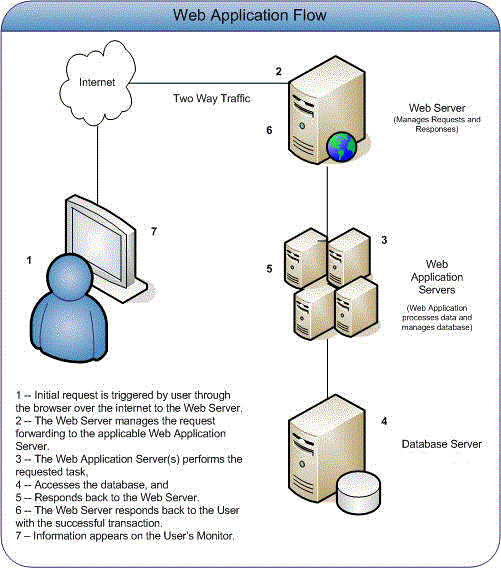 Web Application Flow
Internet
Two Way Traffic
2
6
Web Server
(Manages Requests and
Responses)
7
1
3
5
Web
Application
Servers
(Web Application
processes data and
manages database)
4
Database Server
1 -- Initial request is triggered by user through
the browser over the internet to the Web Server.
2 -- The Web Server manages the request
forwarding to the applicable Web Application
Server.
3 -- The Web Application Server(s) performs the
requested task,
4 -- Accesses the database, and
5 -- Responds back to the Web Server.
6 -- The Web Server responds back to the User
with the successful transaction.
7 – Information appears on the User's Monitor.